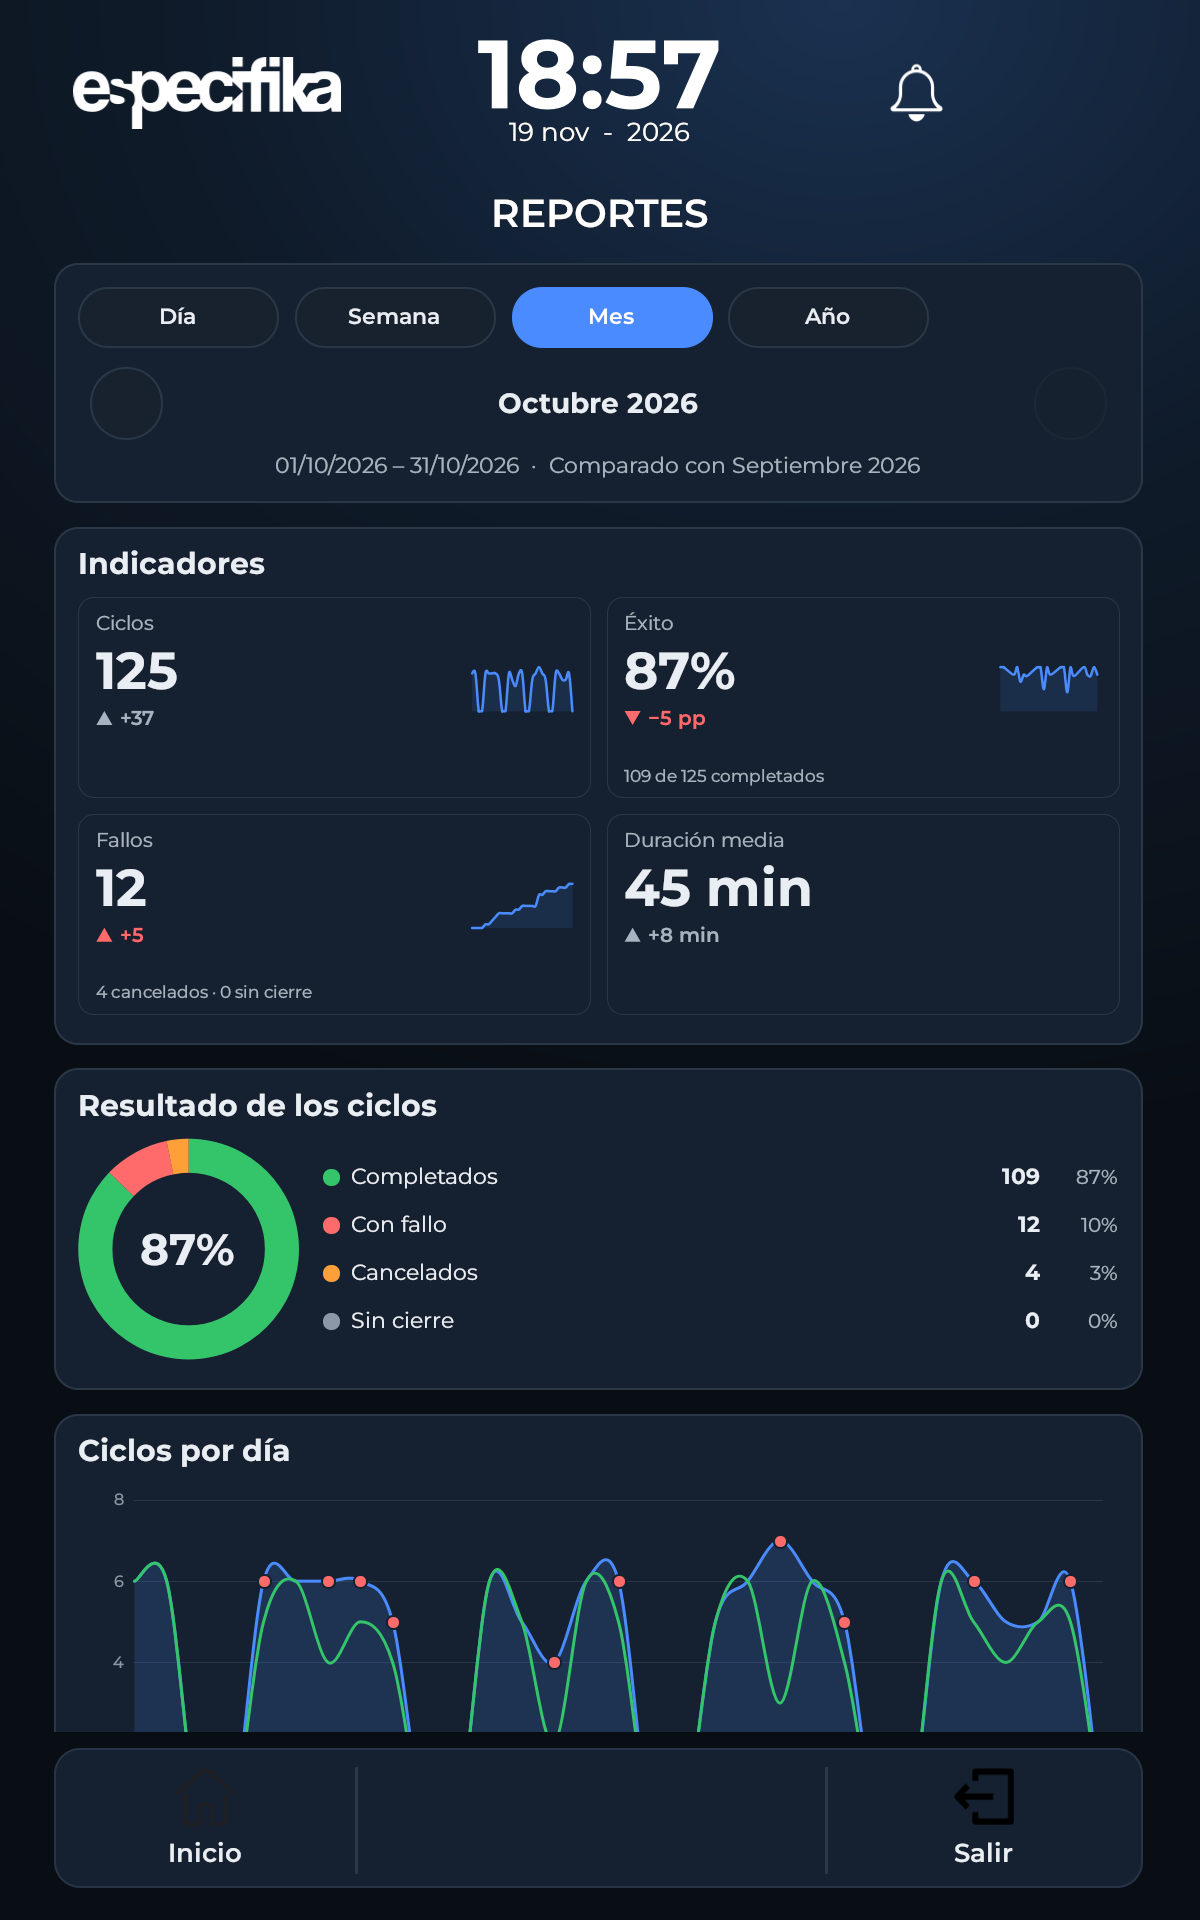 especifika
18:57
19 nov - 2026
REPORTES
Día
Semana
Mes
Año
Octubre 2026
01/10/2026 – 31/10/2026 · Comparado con Septiembre 2026
Indicadores
Ciclos
125
▲ +37
Éxito
87%
▼ −5 pp
109 de 125 completados
Fallos
12
▲ +5
4 cancelados · 0 sin cierre
Duración media
45 min
▲ +8 min
Resultado de los ciclos
87%
Completados 109 87%
Con fallo 12 10%
Cancelados 4 3%
Sin cierre 0 0%
Ciclos por día
8
6
4
Inicio
Salir